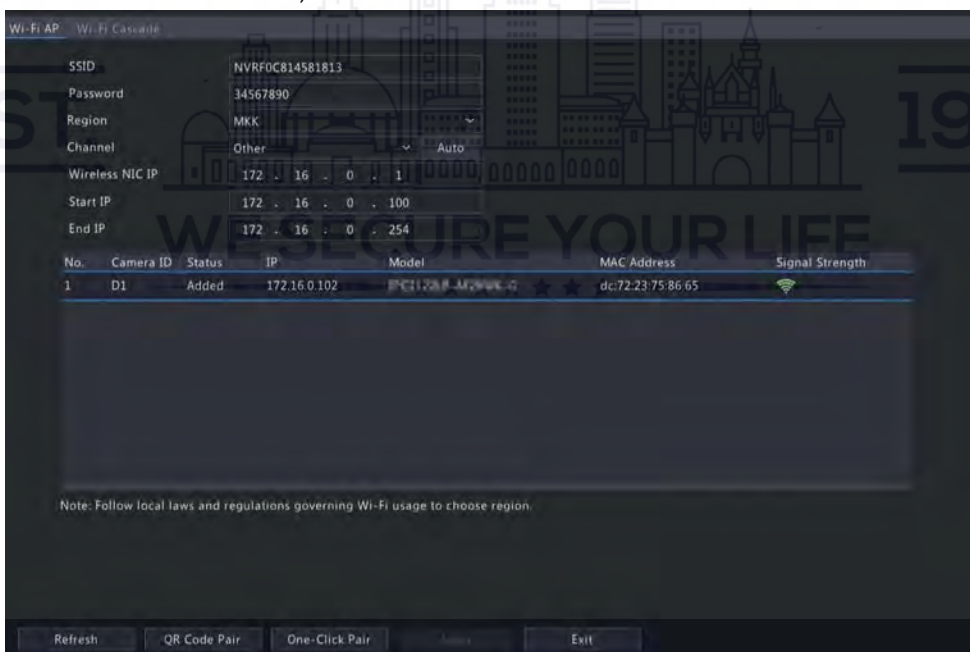 Wi-Fi AP Wi-Fi Cascade
SSID NVRF0C814581813
Password 34567890
Region MKK
Channel Other Auto
Wireless NIC IP 172 . 16 . 0 . 1
Start IP 172 . 16 . 0 . 100
End IP 172 . 16 . 0 . 254
WE SECURE YOUR LIFE
ST 19
No. Camera ID Status IP Model MAC Address Signal Strength
1 D1 Added 172.16.0.102 dc:72:23:75:86:65
Note: Follow local laws and regulations governing Wi-Fi usage to choose region.
Refresh QR Code Pair One-Click Pair Exit